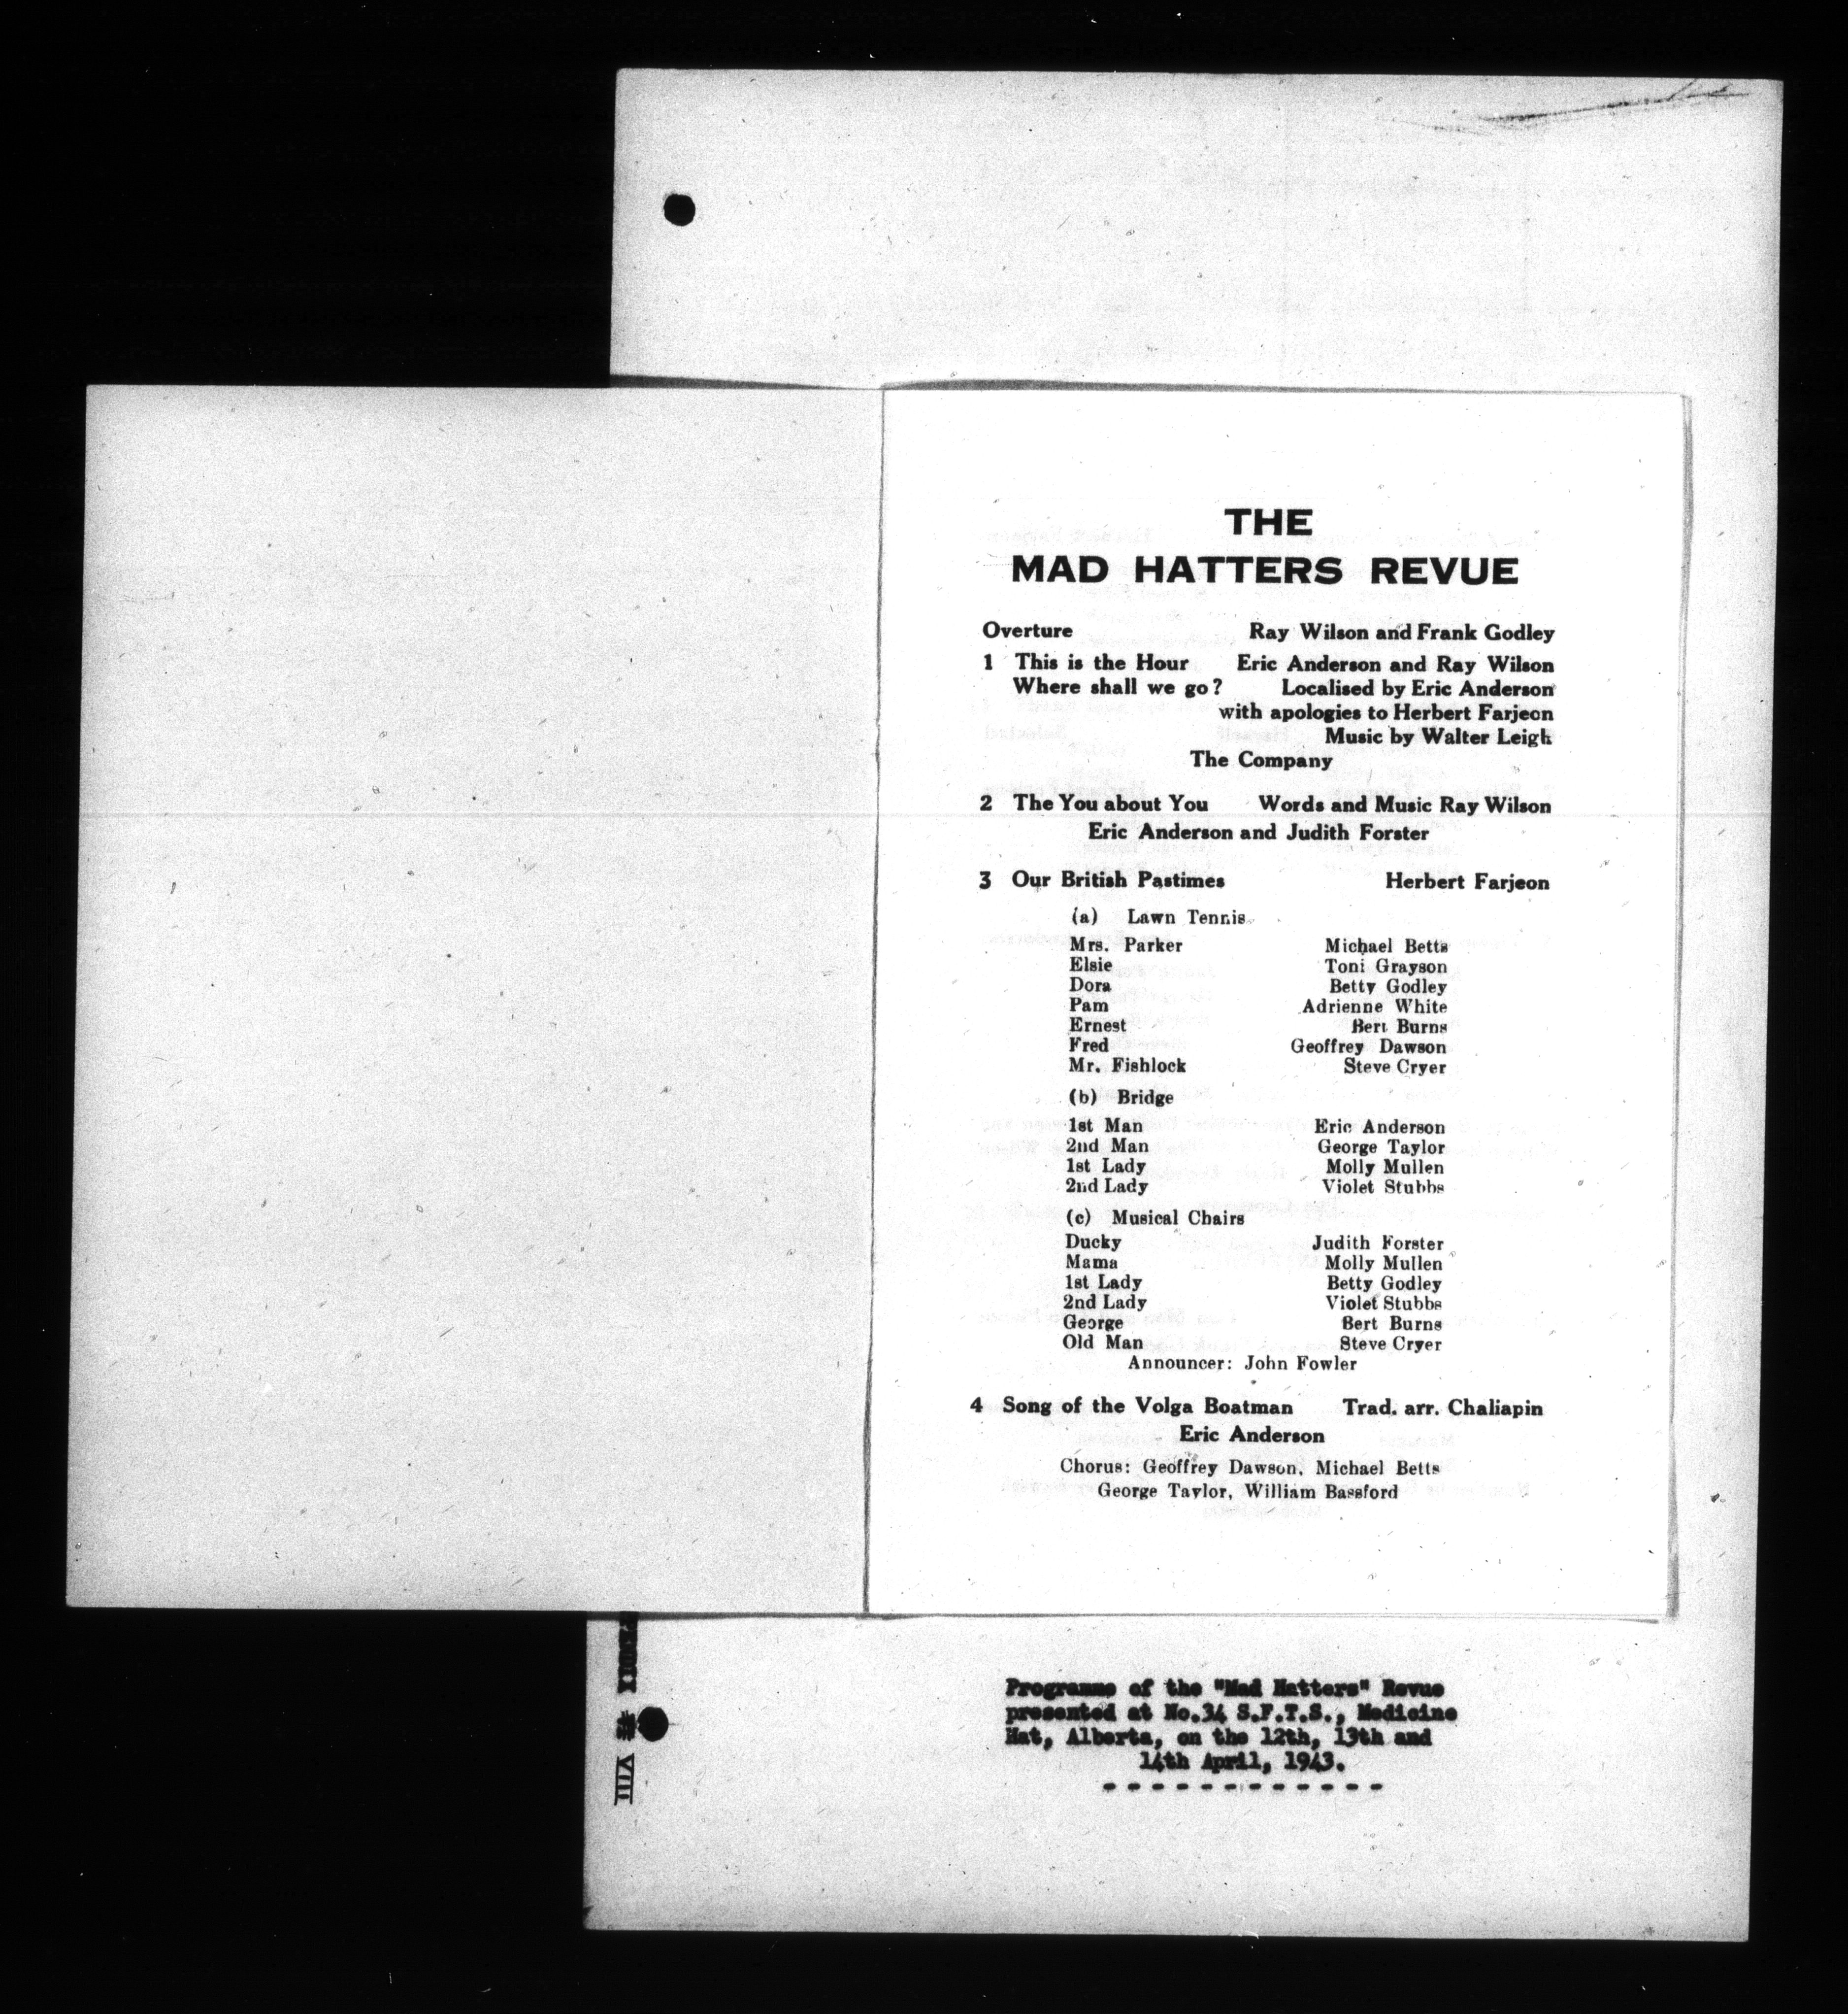 THE
MAD HATTERS REVUE
Overture Ray Wilson and Frank Godley
1 This is the Hour Eric Anderson and Ray Wilson
Where shall we go? Localised by Eric Anderson
with apologies to Herbert Farjeon
Music by Walter Leigh
The Company
2 The You about You Words and Music Ray Wilson
Eric Anderson and Judith Forster
3 Our British Pastimes Herbert Farjeon
(a) Lawn Tennis
Mrs. Parker Michael Betts
Elsie Toni Grayson
Dora Betty Godley
Pam Adrienne White
Ernest Bert Burns
Fred Geoffrey Dawson
Mr. Fishlock Steve Cryer
(b) Bridge
1st Man Eric Anderson
2nd Man George Taylor
1st Lady Molly Mullen
2nd Lady Violet Stubbs
(c) Musical Chairs
Ducky Judith Forster
Mama Molly Mullen
1st Lady Betty Godley
2nd Lady Violet Stubbs
George Bert Burns
Old Man Steve Cryer
Announcer: John Fowler
4 Song of the Volga Boatman Trad. arr. Chaliapin
Eric Anderson
Chorus: Geoffrey Dawson, Michael Betts
George Taylor, William Bassford
Programme of the "Mad Hatters" Revue
presented at No.34 S.F.T.S., Medicine
Hat, Alberta, on the 12th, 13th and
14th April, 1943.
------------
VIII